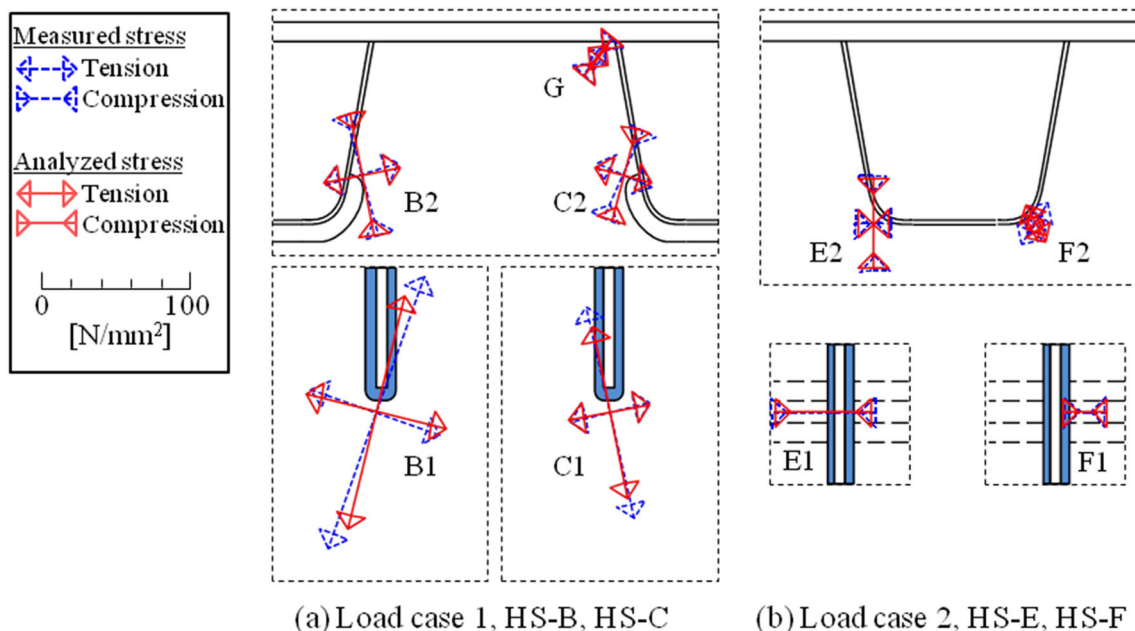 Measured stress
Tension
Compression
Analyzed stress
Tension
Compression
0 100
[N/mm²]
G
B2
C2
B1
C1
(a) Load case 1, HS-B, HS-C
E2
F2
E1
F1
(b) Load case 2, HS-E, HS-F